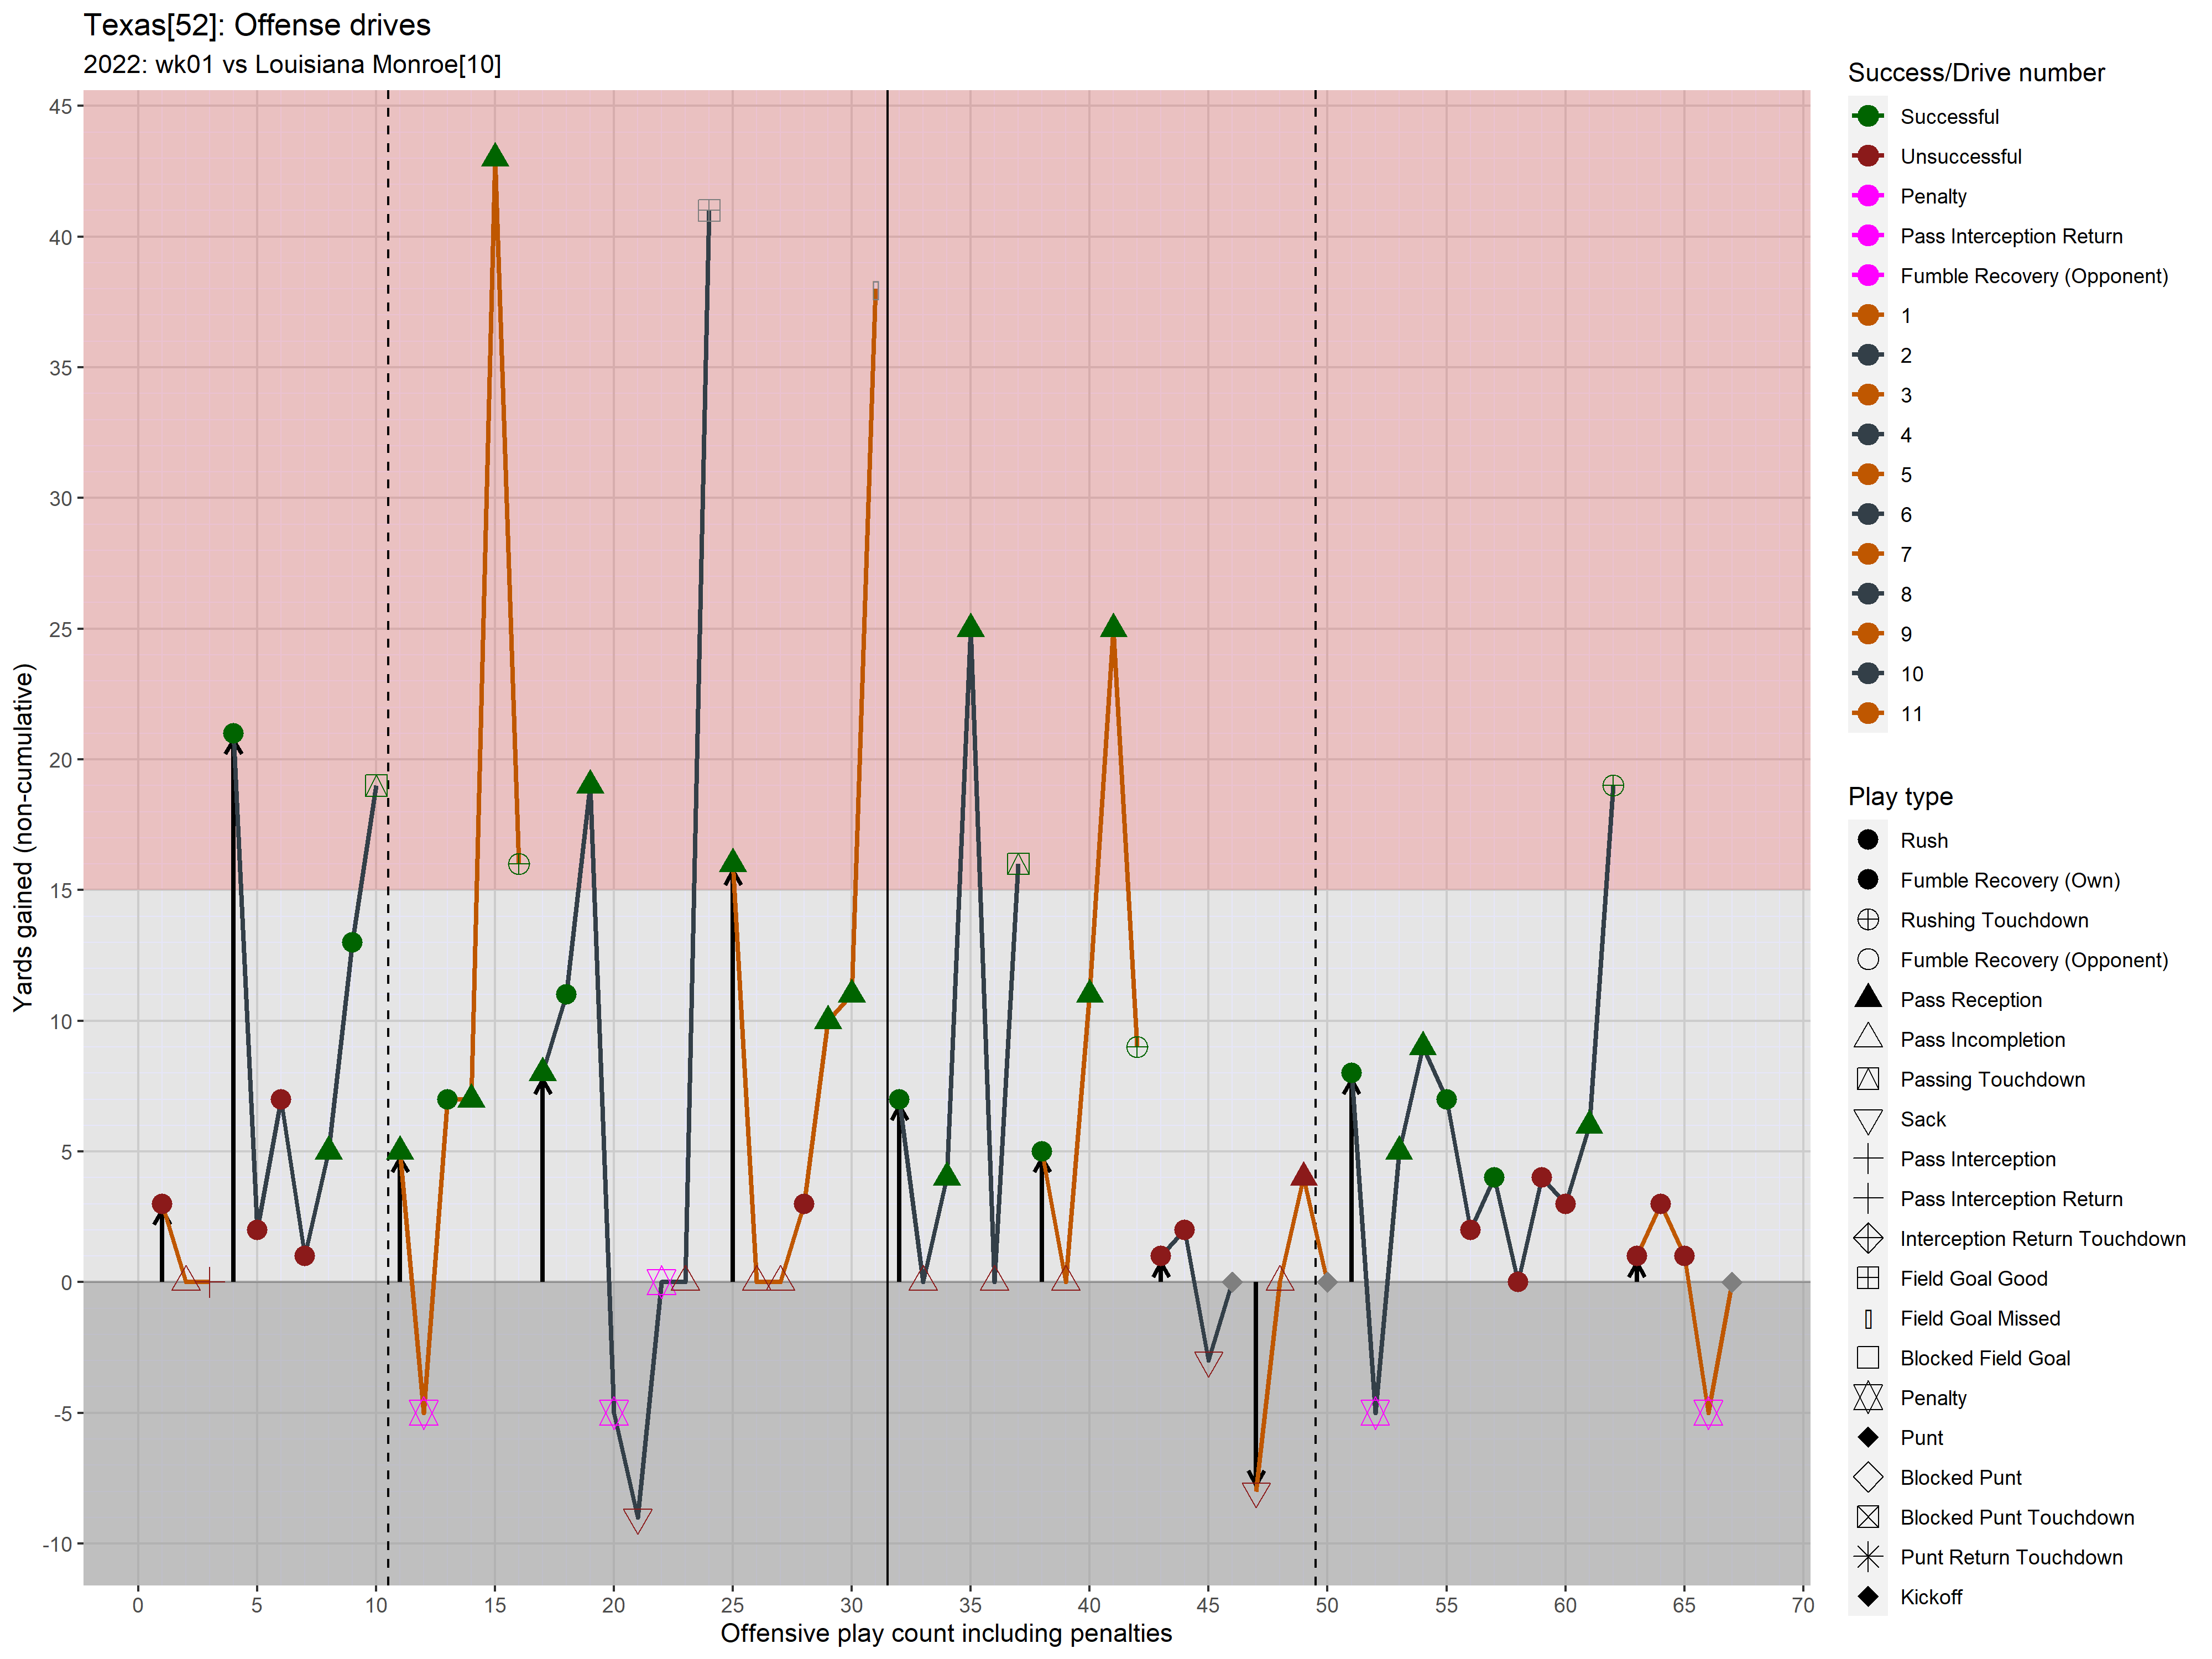 Texas[52]: Offense drives
2022: wk01 vs Louisiana Monroe[10]
Yards gained (non-cumulative)
45
40
35
30
25
20
15
10
5
0
-5
-10
0 5 10 15 20 25 30 35 40 45 50 55 60 65 70
Offensive play count including penalties
Success/Drive number
Successful
Unsuccessful
Penalty
Pass Interception Return
Fumble Recovery (Opponent)
1
2
3
4
5
6
7
8
9
10
11
Play type
Rush
Fumble Recovery (Own)
Rushing Touchdown
Fumble Recovery (Opponent)
Pass Reception
Pass Incompletion
Passing Touchdown
Sack
Pass Interception
Pass Interception Return
Interception Return Touchdown
Field Goal Good
Field Goal Missed
Blocked Field Goal
Penalty
Punt
Blocked Punt
Blocked Punt Touchdown
Punt Return Touchdown
Kickoff